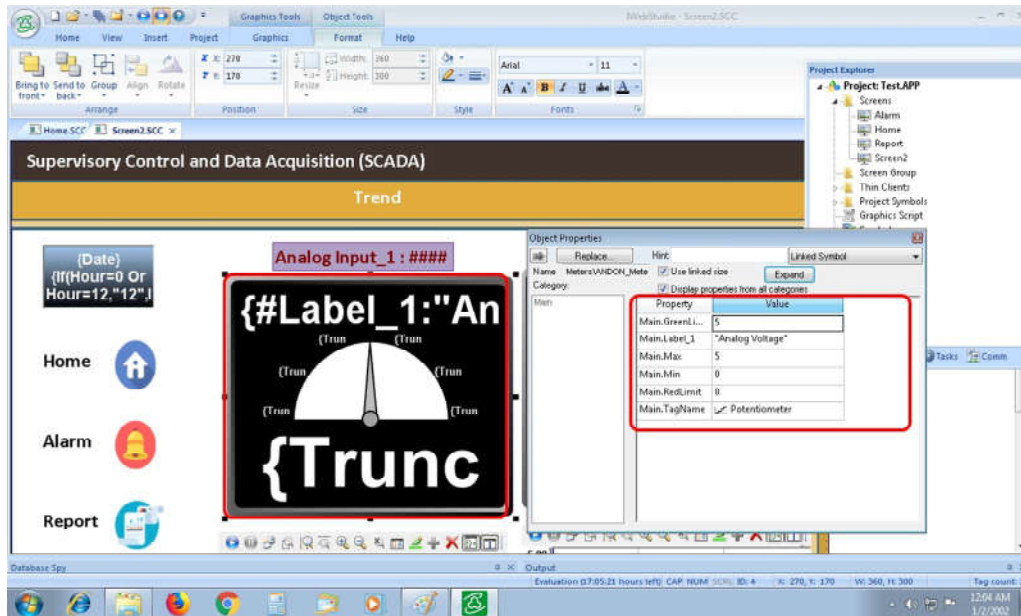 Graphics Tools Object Tools IWebStudio - Screen2.SCC
Home View Insert Project Graphics Format Help
X: 270 Width: 360
Y: 170 Height: 300
Arial 11
Bring to front Send to back Group Align Rotate Resize
A A B I U abc A
Arrange Position Size Style Fonts
Project Explorer
Project: Test.APP
Screens
Alarm
Home
Report
Screen2
Screen Group
Thin Clients
Project Symbols
Graphics Script
Home.SCC Screen2.SCC ×
Supervisory Control and Data Acquisition (SCADA)
Trend
{Date}
{If(Hour=0 Or
Hour=12,"12",I
Home
Alarm
Report
Analog Input_1 : ####
{#Label_1:"An
{Trun {Trun
{Trun {Trun
{Trun {Trun
{Trunc
Object Properties
Replace... Hint: Linked Symbol
Name Meters\ANDON_Mete Use linked size Expand
Category: Display properties from all categories
Main
Property Value
Main.GreenLi... 5
Main.Label_1 "Analog Voltage"
Main.Max 5
Main.Min 0
Main.RedLimit 0
Main.TagName Potentiometer
Tasks Comm
Database Spy Output
Evaluation (17:05:21 hours left) CAP NUM SCRL ID: 4 X: 270, Y: 170 W: 360, H: 300 Tag count:
12:04 AM
1/2/2002